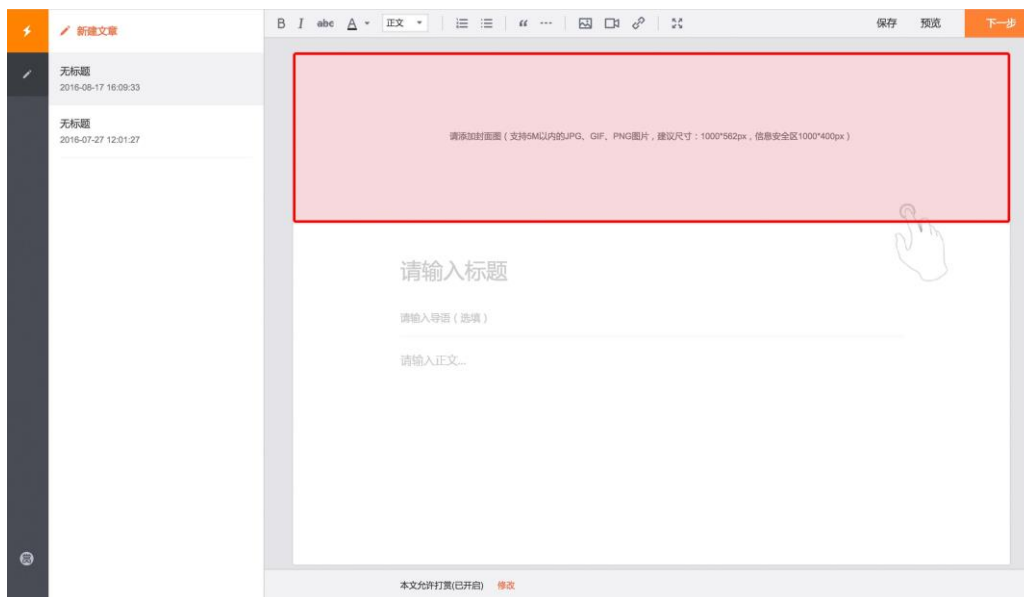 新建文章
B I abc A 正文 保存 预览 下一步
无标题
2016-08-17 16:09:33
无标题
2016-07-27 12:01:27
请添加封面图（支持5M以内的JPG、GIF、PNG图片，建议尺寸：1000*562px，信息安全区1000*400px）
请输入标题
请输入导语（选填）
请输入正文...
本文允许打赏(已开启) 修改